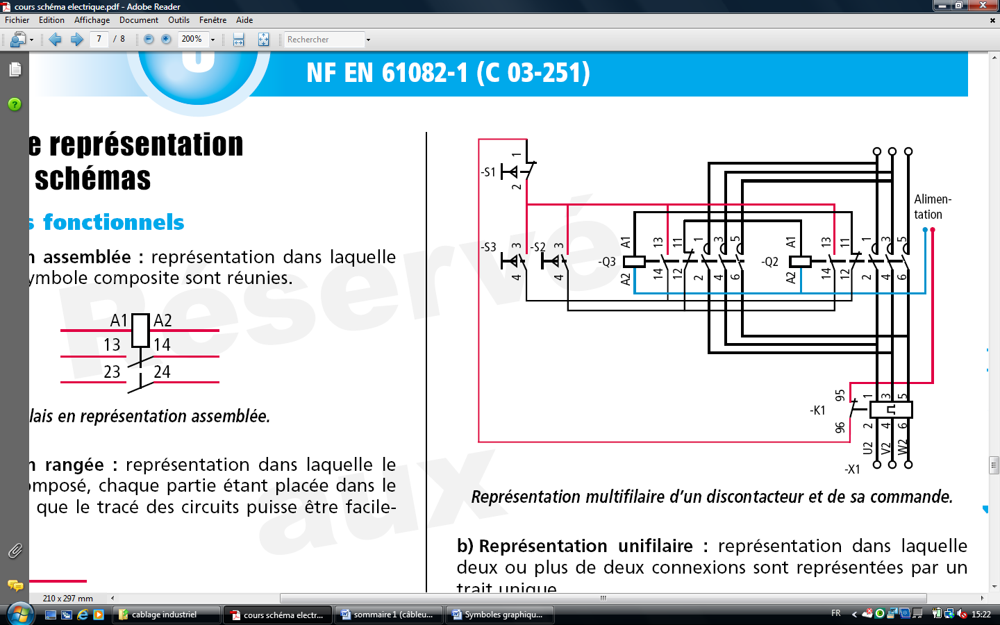 cours schéma electrique.pdf - Adobe Reader
Fichier Edition Affichage Document Outils Fenêtre Aide
7 / 8 200% Rechercher
NF EN 61082-1 (C 03-251)
e représentation
schémas
s fonctionnels
n assemblée : représentation dans laquelle
symbole composite sont réunies.
A1 A2
13 14
23 24
lais en représentation assemblée.
n rangée : représentation dans laquelle le
omposé, chaque partie étant placée dans le
que le tracé des circuits puisse être facile-
Réservé
aux
-S1 1 2
Alimen-
tation
-S3 3 4
-S2 3 4
-Q3 A1 A2 13 14 11 12 1 2 3 4 5 6
-Q2 A1 A2 13 14 11 12 1 2 3 4 5 6
-K1 95 96 1 2 3 4 5 6
U2 V2 W2
-X1
Représentation multifilaire d'un discontacteur et de sa commande.
b) Représentation unifilaire : représentation dans laquelle
deux ou plus de deux connexions sont représentées par un
trait unique
210 x 297 mm
cablage industriel
cours schéma electr...
sommaire 1 (câbleu...
Symboles graphiqu...
FR
15:22